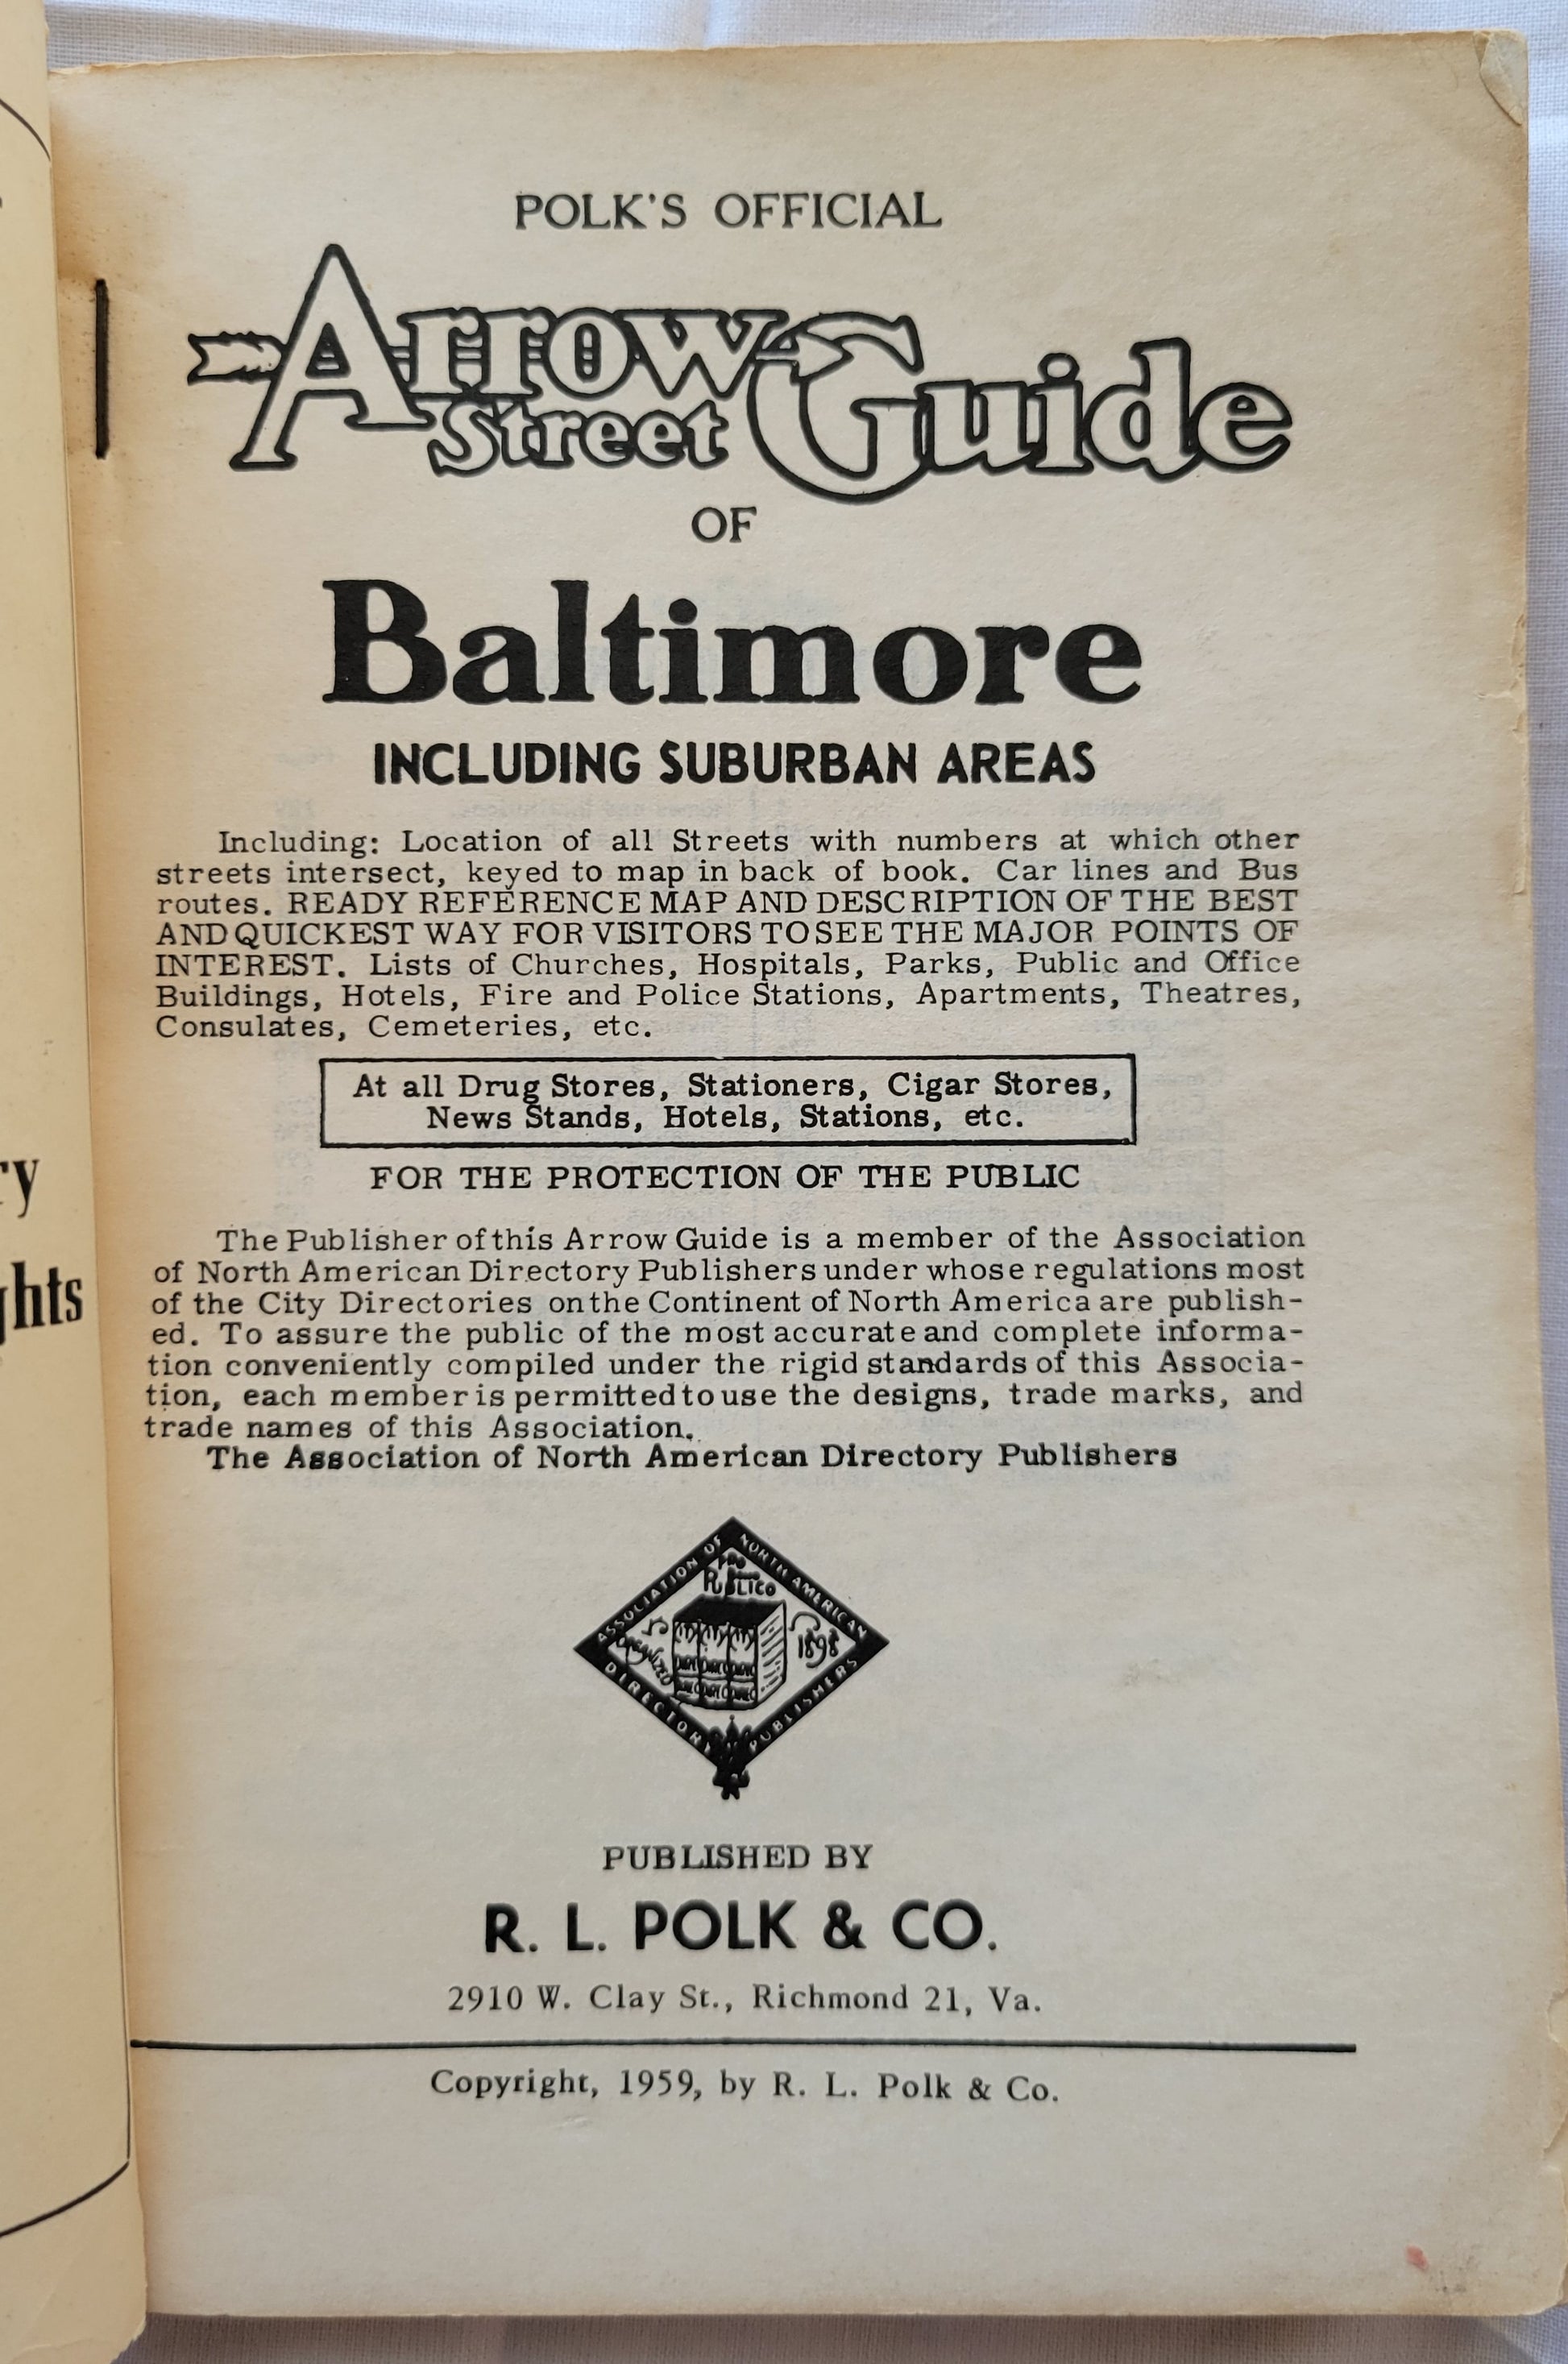 POLK'S OFFICIAL
Arrow Street Guide
OF
Baltimore
INCLUDING SUBURBAN AREAS
Including: Location of all Streets with numbers at which other
streets intersect, keyed to map in back of book. Car lines and Bus
routes. READY REFERENCE MAP AND DESCRIPTION OF THE BEST
AND QUICKEST WAY FOR VISITORS TO SEE THE MAJOR POINTS OF
INTEREST. Lists of Churches, Hospitals, Parks, Public and Office
Buildings, Hotels, Fire and Police Stations, Apartments, Theatres,
Consulates, Cemeteries, etc.
At all Drug Stores, Stationers, Cigar Stores,
News Stands, Hotels, Stations, etc.
FOR THE PROTECTION OF THE PUBLIC
The Publisher of this Arrow Guide is a member of the Association
of North American Directory Publishers under whose regulations most
of the City Directories on the Continent of North America are publish-
ed. To assure the public of the most accurate and complete informa-
tion conveniently compiled under the rigid standards of this Associa-
tion, each member is permitted to use the designs, trade marks, and
trade names of this Association.
The Association of North American Directory Publishers
ASSOCIATION OF NORTH AMERICAN
PRO
PUBLICO
ORGANIZED 1898
DIRECTORY PUBLISHERS
PUBLISHED BY
R. L. POLK & CO.
2910 W. Clay St., Richmond 21, Va.
Copyright, 1959, by R. L. Polk & Co.
ry
ghts